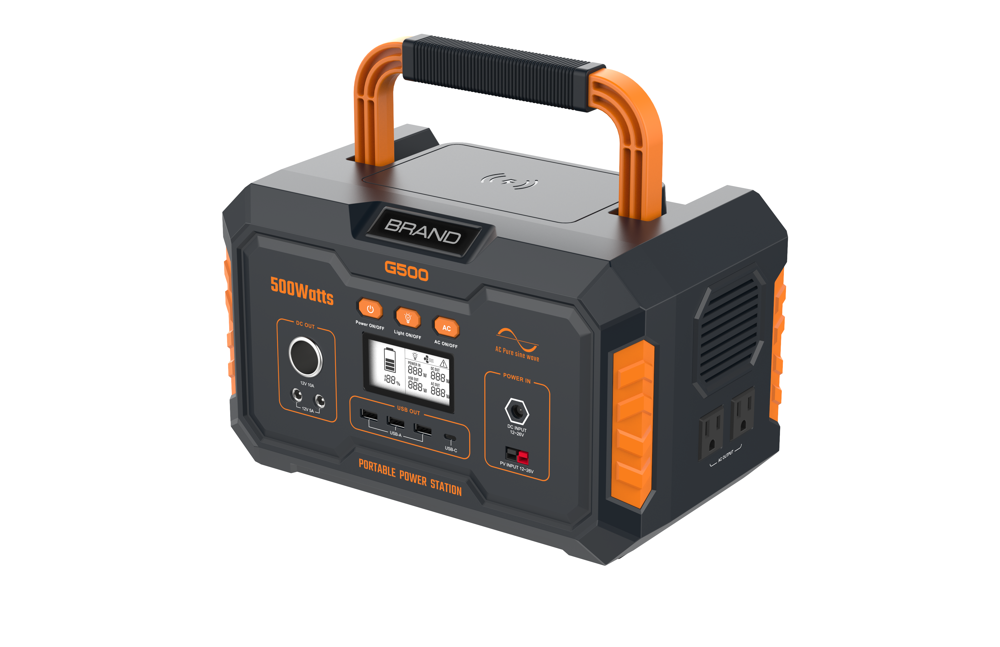 BRAND
G500
500Watts
Power ON/OFF
Light ON/OFF
AC
AC ON/OFF
DC OUT
12V 10A
12V 5A
188%
POWER IN
888W
DC OUT
888W
USB OUT
888W
AC OUT
888W
AC Pure sine wave
USB OUT
USB-A
USB-C
POWER IN
DC INPUT
12~26V
PV INPUT 12~26V
AC OUTPUT
PORTABLE POWER STATION